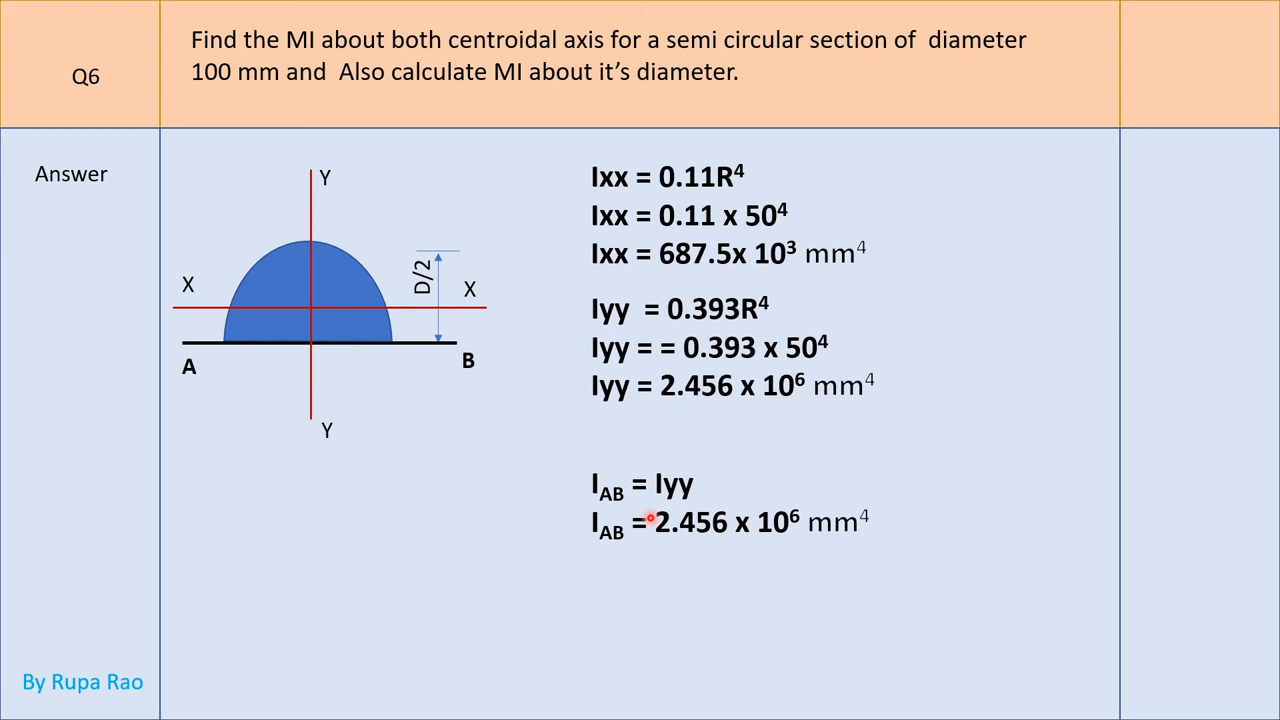 Q6
Find the MI about both centroidal axis for a semi circular section of diameter
100 mm and Also calculate MI about it’s diameter.
Answer
Y
X
X
D/2
A
B
Y
Ixx = 0.11R⁴
Ixx = 0.11 x 50⁴
Ixx = 687.5x 10³ mm⁴
Iyy = 0.393R⁴
Iyy = = 0.393 x 50⁴
Iyy = 2.456 x 10⁶ mm⁴
I_AB = Iyy
I_AB = 2.456 x 10⁶ mm⁴
By Rupa Rao